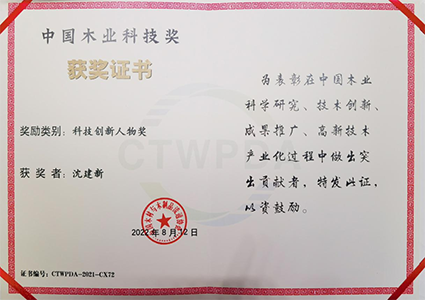 中国木业科技奖
获奖证书
奖励类别：科技创新人物奖
获奖者：沈建新
为表彰在中国木业
科学研究、技术创新、
成果推广、高新技术
产业化过程中做出突
出贡献者，特发此证，
以资鼓励。
CTWPDA
2022年8月12日
证书编号：CTWPDA-2021-CX72